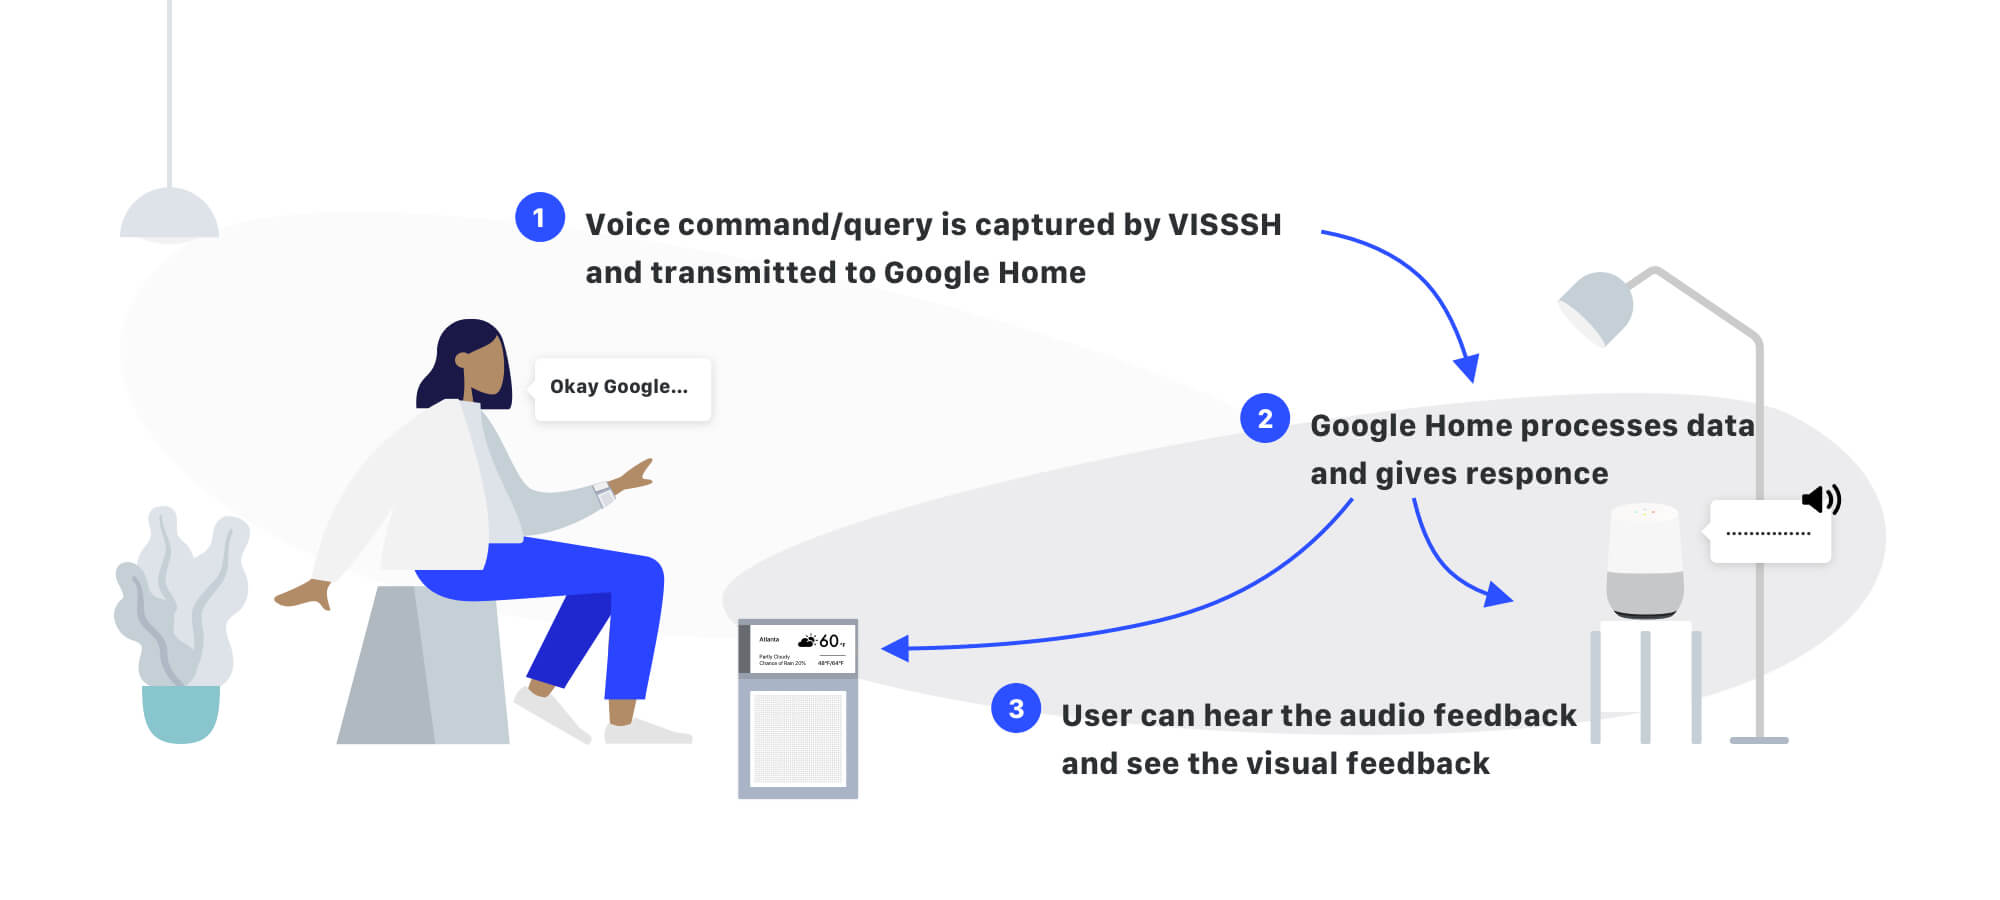 1
Voice command/query is captured by VISSSH
and transmitted to Google Home
Okay Google...
2
Google Home processes data
and gives responce
...............
Atlanta
60°F
Partly Cloudy
Chance of Rain 20%
48°F/64°F
3
User can hear the audio feedback
and see the visual feedback